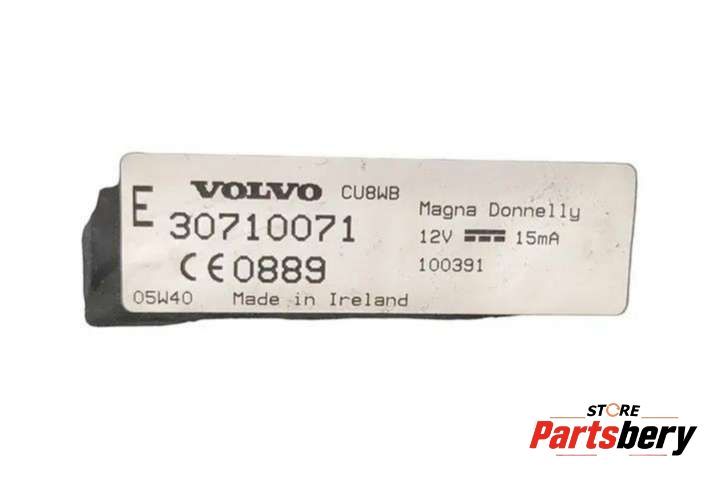 E VOLVO CU8WB
30710071
CE0889
05W40 Made in Ireland
Magna Donnelly
12V 15mA
100391
STORE
Partsbery